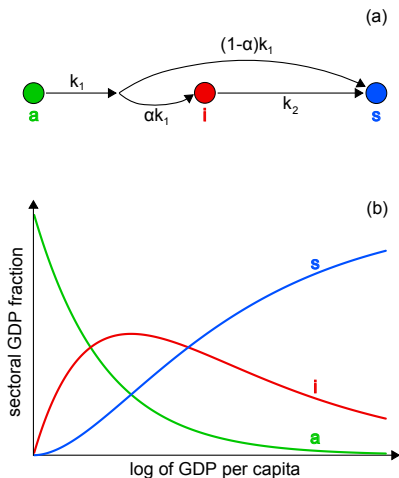 (a)
(1-α)k₁
k₁
a
i
s
αk₁
k₂
(b)
sectoral GDP fraction
s
i
a
log of GDP per capita